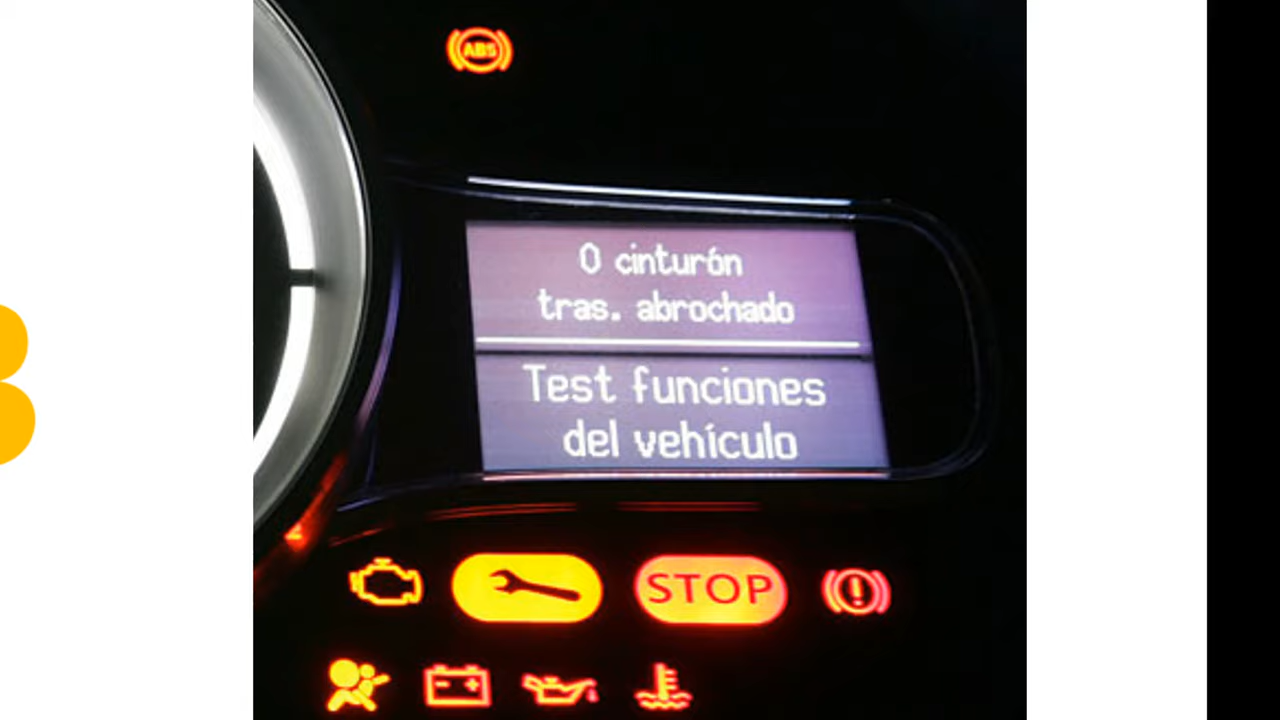 ABS
0 cinturón
tras. abrochado
Test funciones
del vehículo
STOP